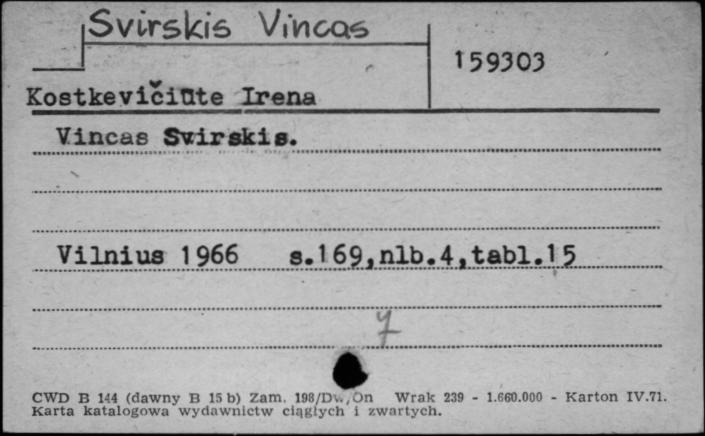 Svirskis Vincas
159303
Kostkevičiūte Irena
Vincas Svirskis.
Vilnius 1966 s.169,nlb.4,tabl.15
7
CWD B 144 (dawny B 15 b) Zam. 198/Dw/On Wrak 239 - 1.660.000 - Karton IV.71.
Karta katalogowa wydawnictw ciągłych i zwartych.